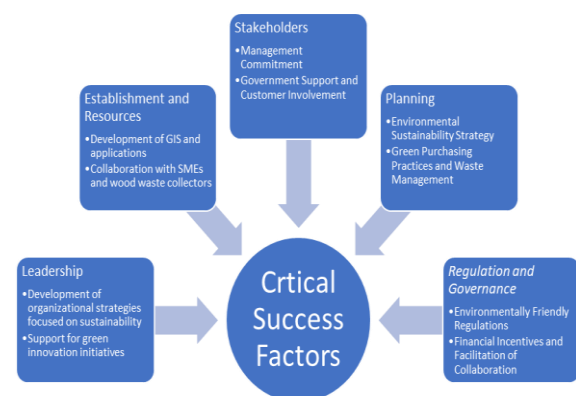 Stakeholders
•Management
Commitment
•Government Support and
Customer Involvement
Establishment and
Resources
•Development of GIS and
applications
•Collaboration with SMEs
and wood waste collectors
Planning
•Environmental
Sustainability Strategy
•Green Purchasing
Practices and Waste
Management
Leadership
•Development of
organizational strategies
focused on sustainability
•Support for green
innovation initiatives
Crtical
Success
Factors
Regulation and
Governance
•Environmentally Friendly
Regulations
•Financial Incentives and
Facilitation of
Collaboration